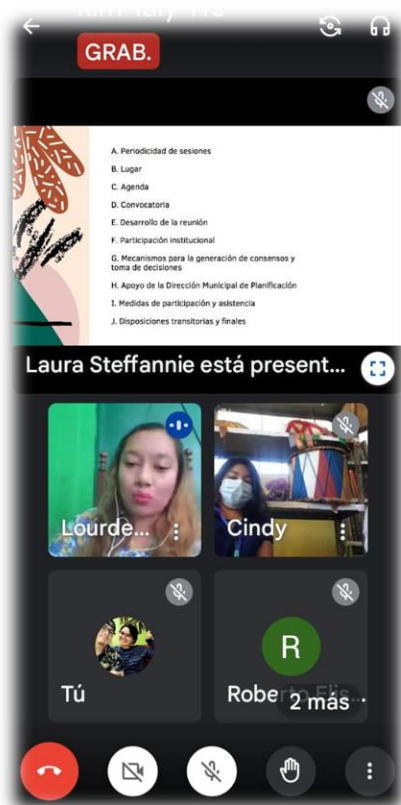 GRAB.
A. Periodicidad de sesiones
B. Lugar
C. Agenda
D. Convocatoria
E. Desarrollo de la reunión
F. Participación institucional
G. Mecanismos para la generación de consensos y
toma de decisiones
H. Apoyo de la Dirección Municipal de Planificación
I. Medidas de participación y asistencia
J. Disposiciones transitorias y finales
Laura Steffannie está present...
Lourde...
Cindy
Tú
R
2 más